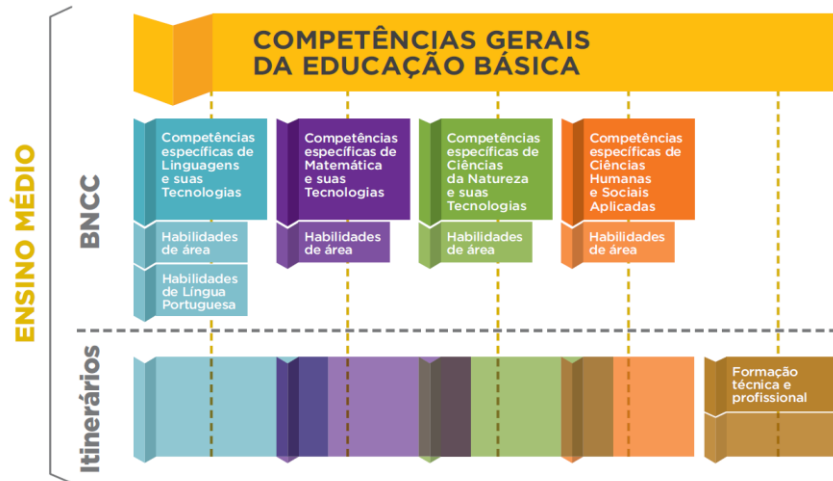 COMPETÊNCIAS GERAIS
DA EDUCAÇÃO BÁSICA
ENSINO MÉDIO
BNCC
Competências
específicas de
Linguagens
e suas
Tecnologias
Habilidades
de área
Habilidades
de Língua
Portuguesa
Competências
específicas de
Matemática
e suas
Tecnologias
Habilidades
de área
Competências
específicas de
Ciências
da Natureza
e suas
Tecnologias
Habilidades
de área
Competências
específicas de
Ciências
Humanas
e Sociais
Aplicadas
Habilidades
de área
Itinerários
Formação
técnica e
profissional